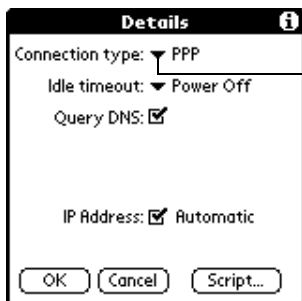 Details
Connection type: PPP
Idle timeout: Power Off
Query DNS:
IP Address: Automatic
OK Cancel Script...